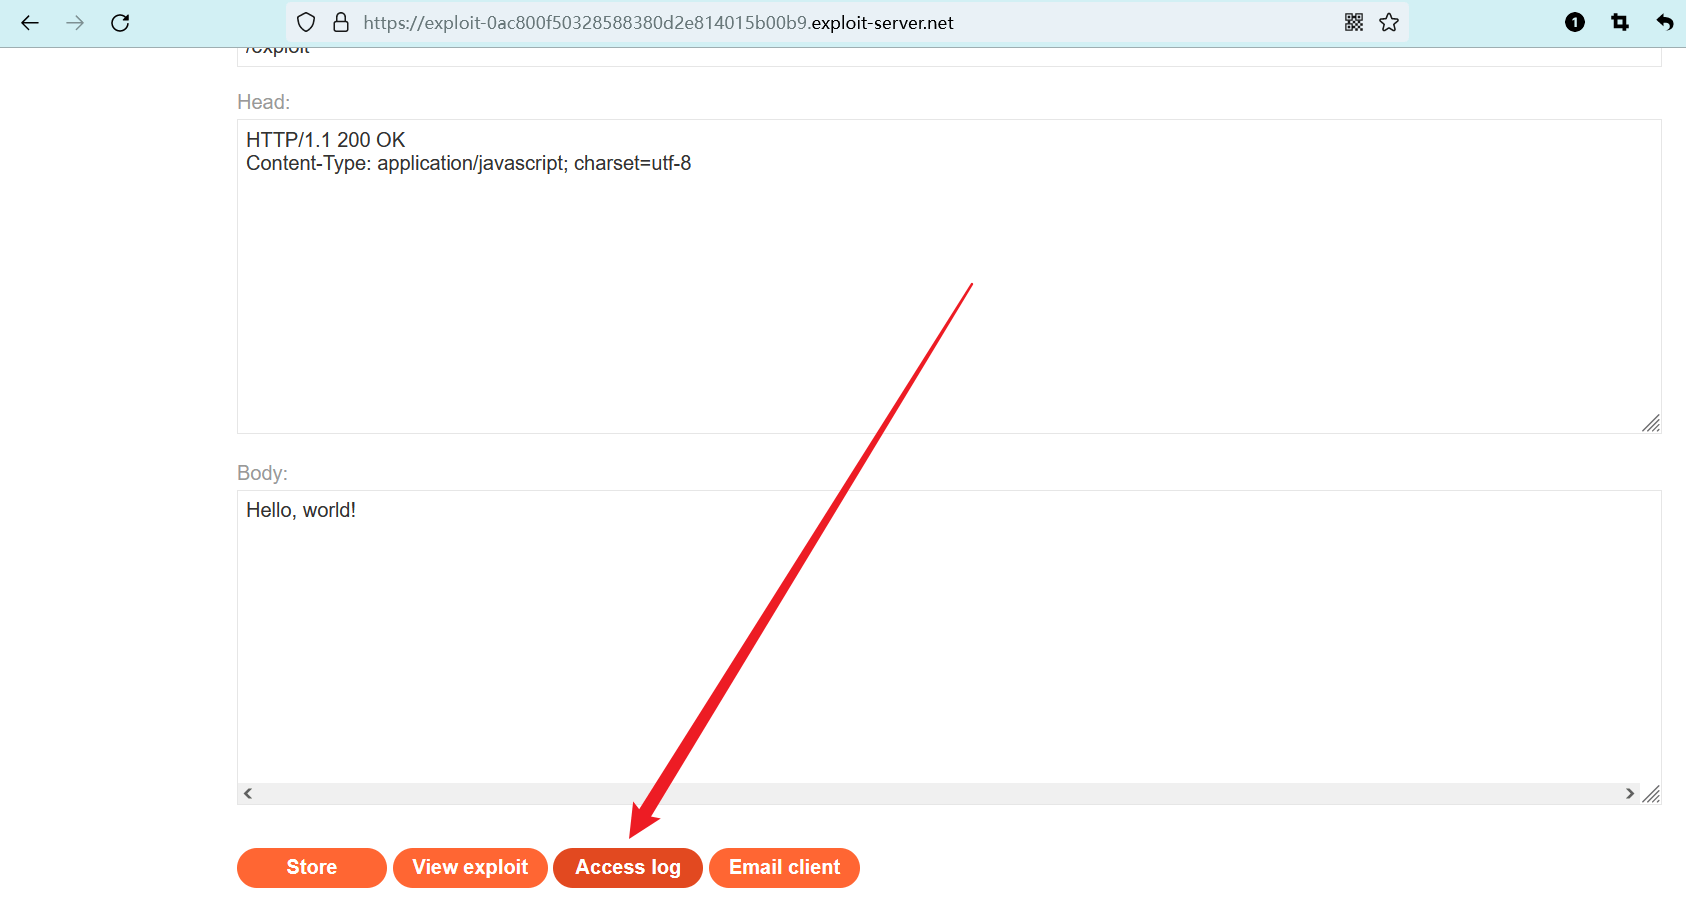 https://exploit-0ac800f50328588380d2e814015b00b9.exploit-server.net
1
/exploit
Head:
HTTP/1.1 200 OK
Content-Type: application/javascript; charset=utf-8
Body:
Hello, world!
Store
View exploit
Access log
Email client